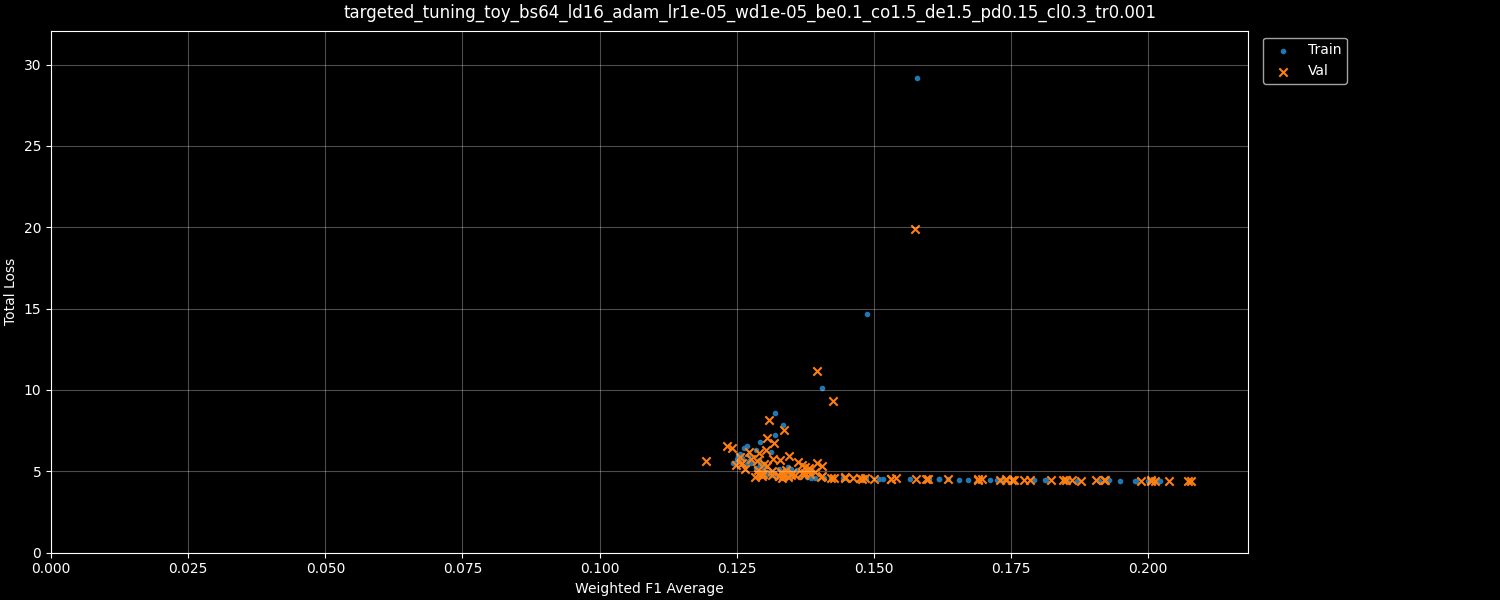 targeted_tuning_toy_bs64_ld16_adam_lr1e-05_wd1e-05_be0.1_co1.5_de1.5_pd0.15_cl0.3_tr0.001
Train
Val
30
25
20
15
10
5
0
Total Loss
0.000 0.025 0.050 0.075 0.100 0.125 0.150 0.175 0.200
Weighted F1 Average